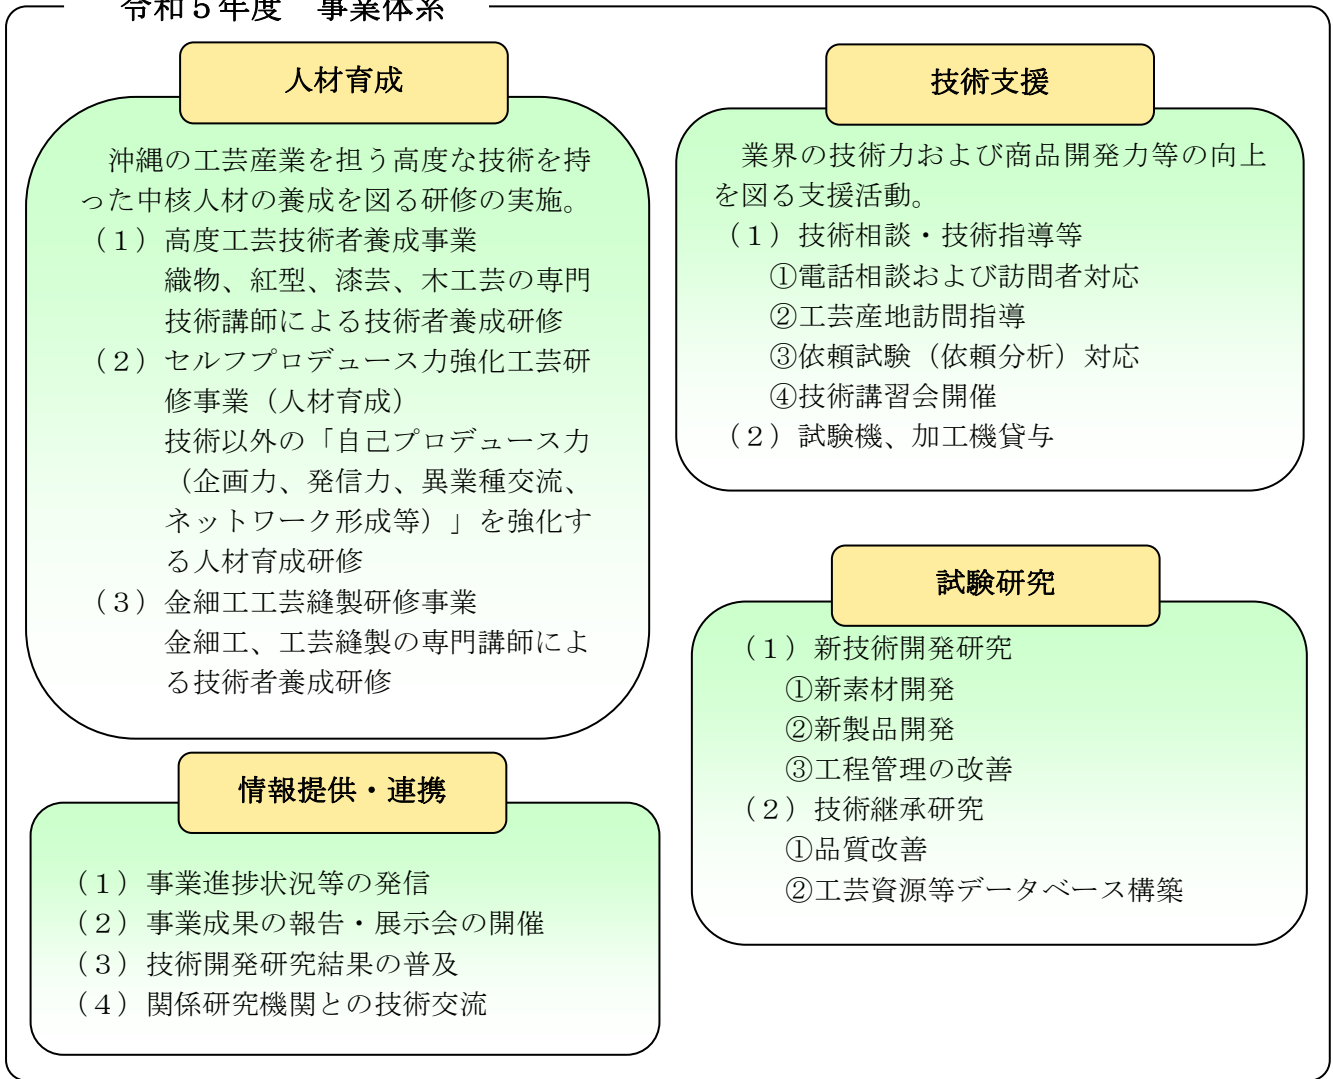 令和５年度　事業体系
人材育成
沖縄の工芸産業を担う高度な技術を持
った中核人材の養成を図る研修の実施。
（１）高度工芸技術者養成事業
織物、紅型、漆芸、木工芸の専門
技術講師による技術者養成研修
（２）セルフプロデュース力強化工芸研
修事業（人材育成）
技術以外の「自己プロデュース力
（企画力、発信力、異業種交流、
ネットワーク形成等）」を強化す
る人材育成研修
（３）金細工工芸縫製研修事業
金細工、工芸縫製の専門講師によ
る技術者養成研修
技術支援
業界の技術力および商品開発力等の向上
を図る支援活動。
（１）技術相談・技術指導等
①電話相談および訪問者対応
②工芸産地訪問指導
③依頼試験（依頼分析）対応
④技術講習会開催
（２）試験機、加工機貸与
情報提供・連携
（１）事業進捗状況等の発信
（２）事業成果の報告・展示会の開催
（３）技術開発研究結果の普及
（４）関係研究機関との技術交流
試験研究
（１）新技術開発研究
①新素材開発
②新製品開発
③工程管理の改善
（２）技術継承研究
①品質改善
②工芸資源等データベース構築